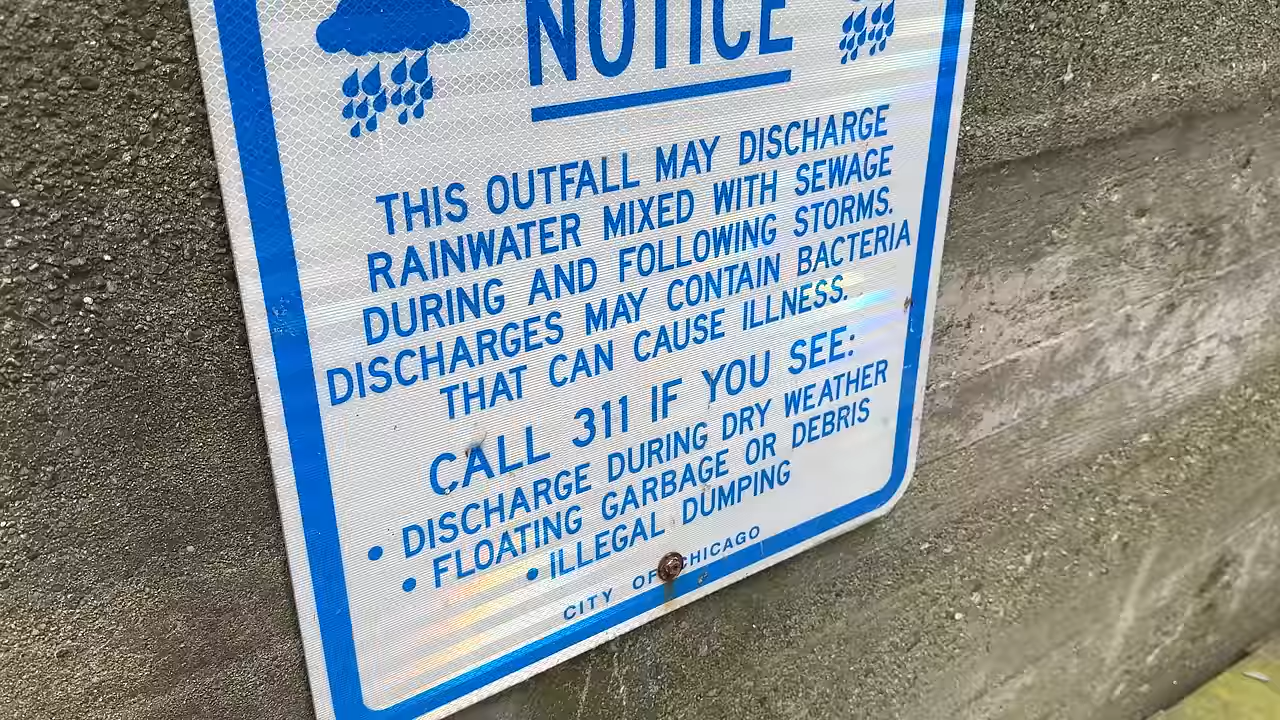 NOTICE
THIS OUTFALL MAY DISCHARGE
RAINWATER MIXED WITH SEWAGE
DURING AND FOLLOWING STORMS.
DISCHARGES MAY CONTAIN BACTERIA
THAT CAN CAUSE ILLNESS.
CALL 311 IF YOU SEE:
• DISCHARGE DURING DRY WEATHER
• FLOATING GARBAGE OR DEBRIS
• ILLEGAL DUMPING
CITY OF CHICAGO